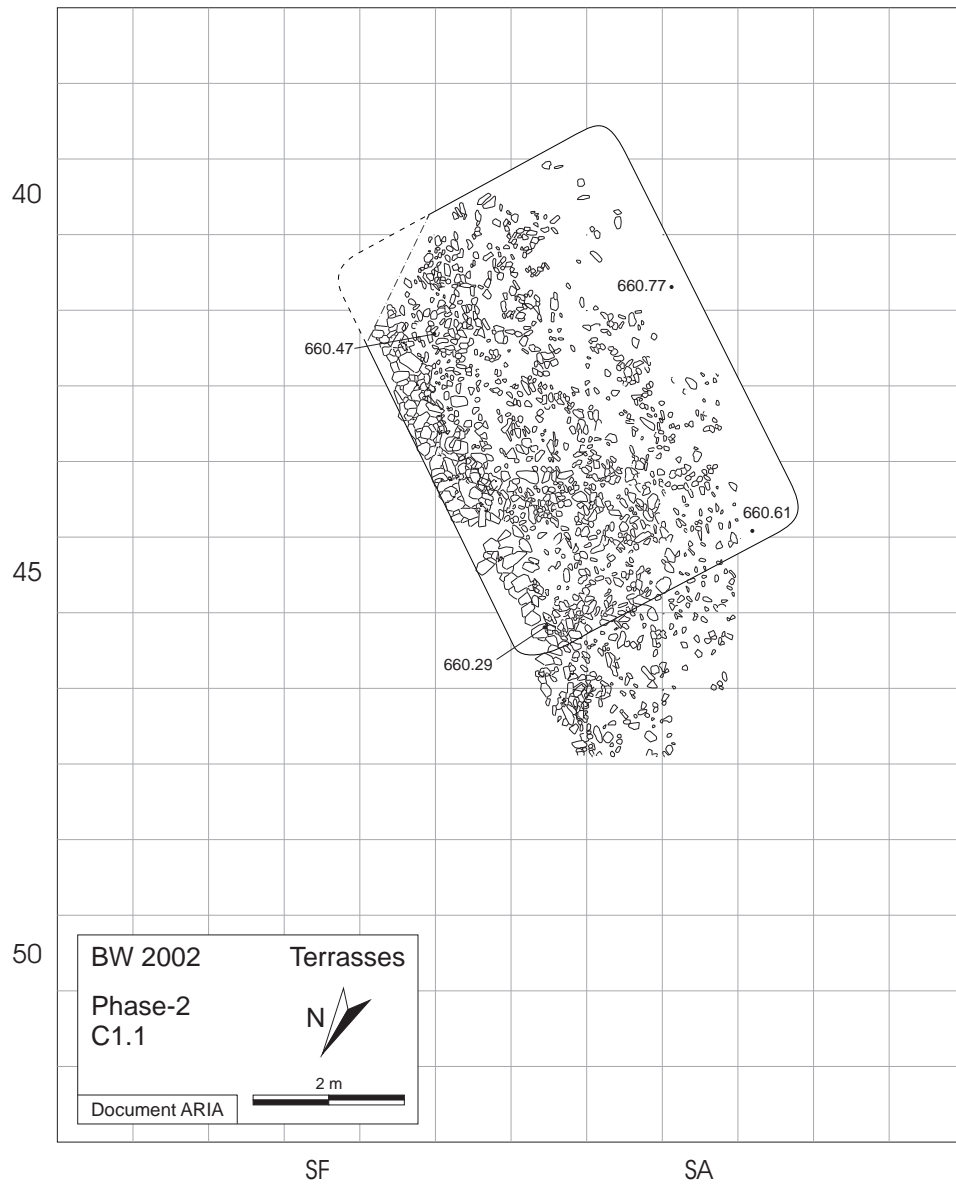 40
660.77
660.47
660.61
45
660.29
50
BW 2002 Terrasses
Phase-2
C1.1
N
2 m
Document ARIA
SF SA